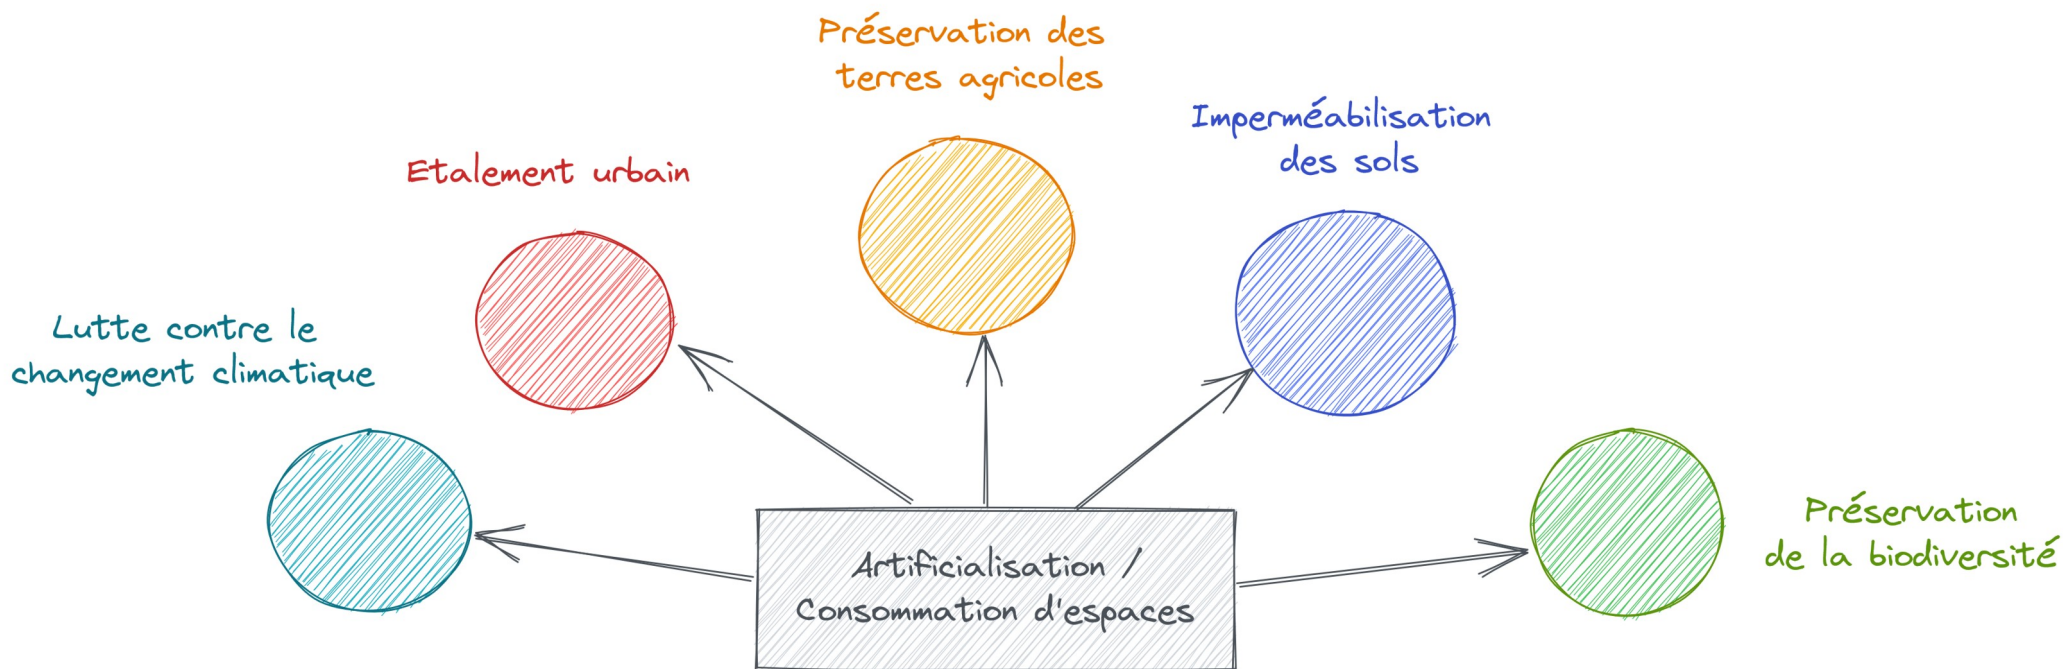 Préservation des
terres agricoles
Imperméabilisation
des sols
Etalement urbain
Lutte contre le
changement climatique
Préservation
de la biodiversité
Artificialisation /
Consommation d'espaces